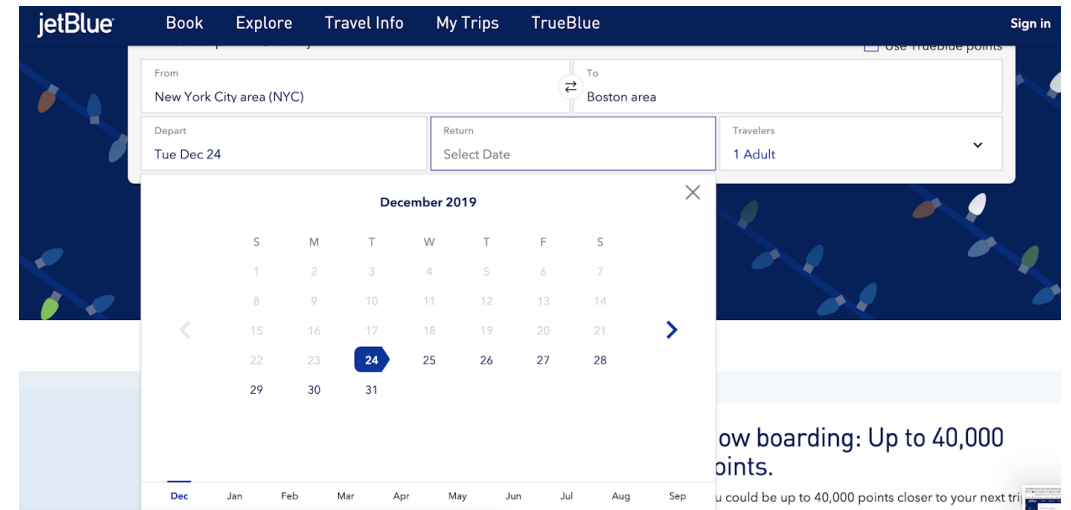 jetBlue Book Explore Travel Info My Trips TrueBlue Sign in
Use TrueBlue points
From To
New York City area (NYC) Boston area
Depart Return Travelers
Tue Dec 24 Select Date 1 Adult
December 2019
S M T W T F S
1 2 3 4 5 6 7
8 9 10 11 12 13 14
15 16 17 18 19 20 21
22 23 24 25 26 27 28
29 30 31
ow boarding: Up to 40,000
oints.
Dec Jan Feb Mar Apr May Jun Jul Aug Sep
u could be up to 40,000 points closer to your next tri